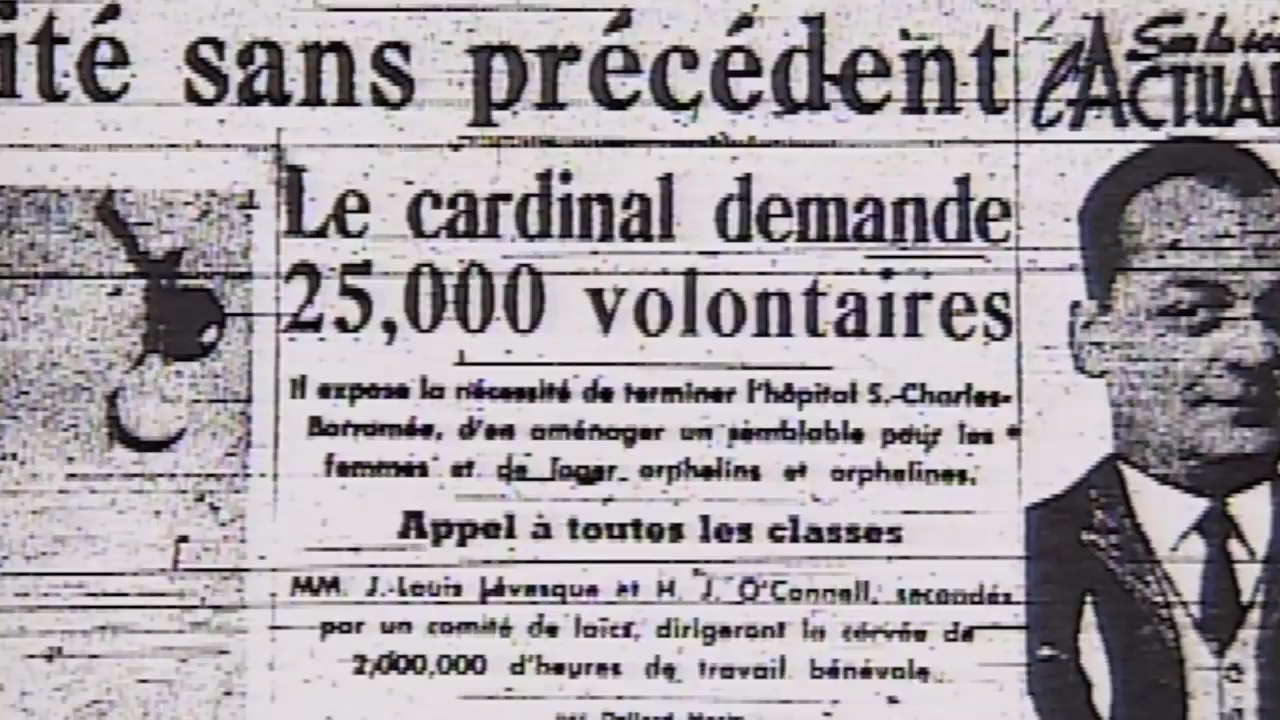 ité sans précédent
l'ACTUAL
Le cardinal demande
25,000 volontaires
Il expose la nécessité de terminer l'hôpital S.-Charles-
Borromée, d'en aménager un semblable pour les
femmes et de loger orphelins et orphelines.
Appel à toutes les classes
MM. J.-Louis Lévesque et H. J. O'Connell, secondés
par un comité de laïcs, dirigeront la corvée de
2,000,000 d'heures de travail bénévole.